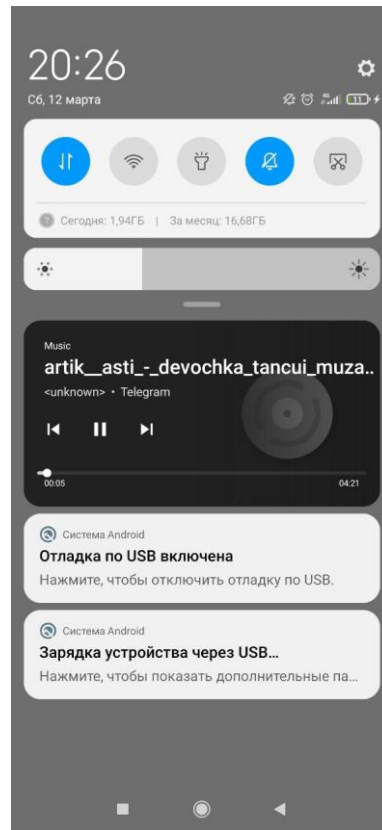 20:26
Сб, 12 марта
11
Сегодня: 1,94ГБ | За месяц: 16,68ГБ
Music
artik__asti_-_devochka_tancui_muza..
<unknown> • Telegram
00:05
04:21
Система Android
Отладка по USB включена
Нажмите, чтобы отключить отладку по USB.
Система Android
Зарядка устройства через USB...
Нажмите, чтобы показать дополнительные па...